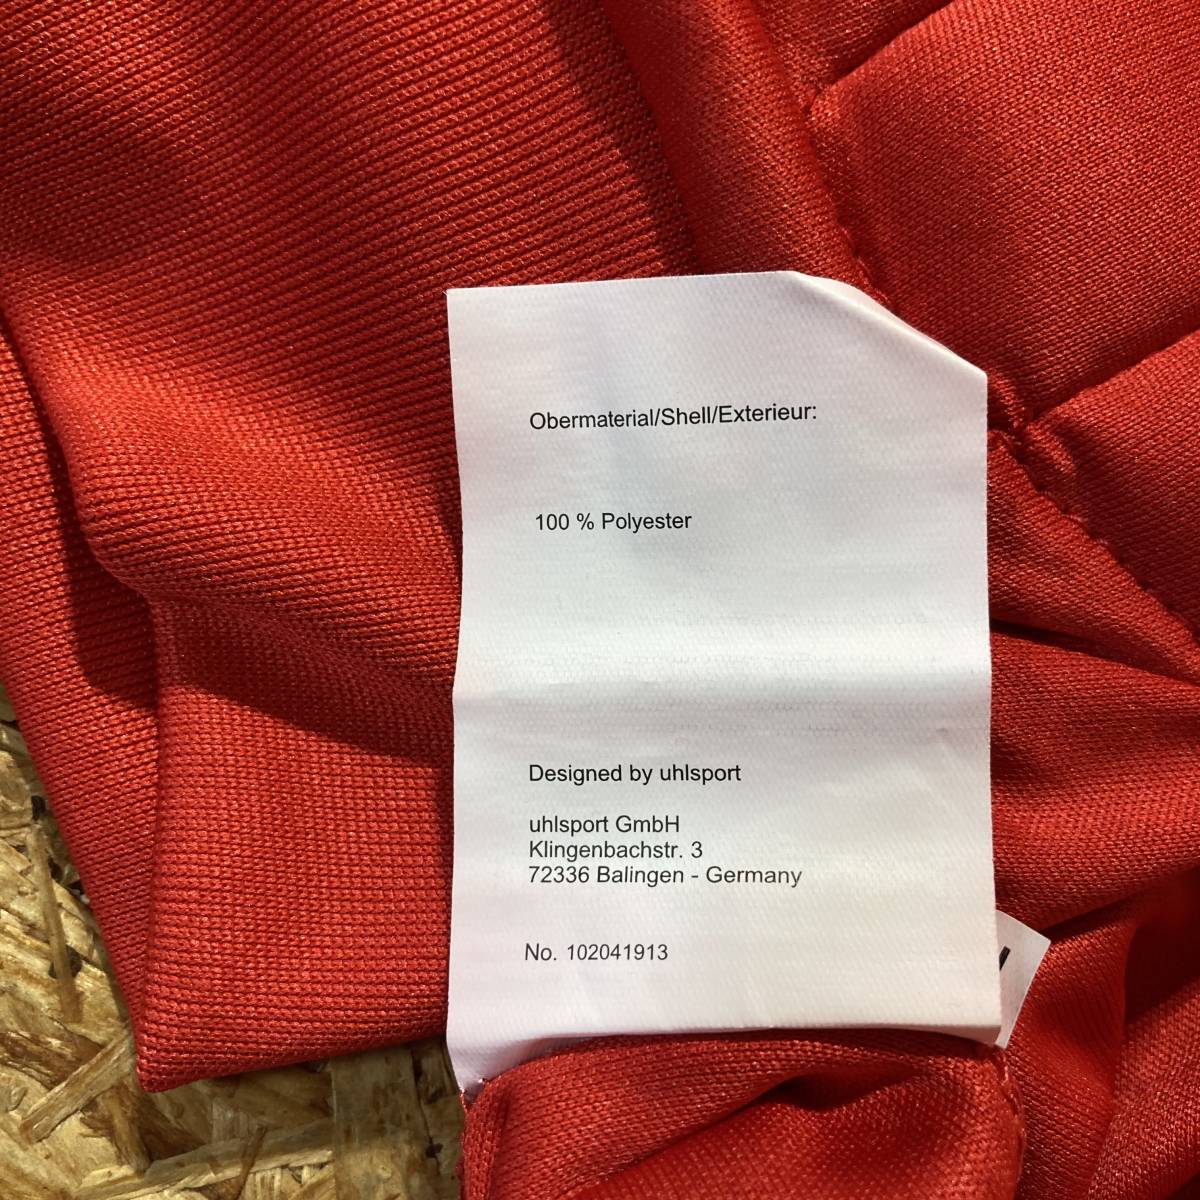 Obermaterial/Shell/Exterieur:
100 % Polyester
Designed by uhlsport
uhlsport GmbH
Klingenbachstr. 3
72336 Balingen - Germany
No. 102041913